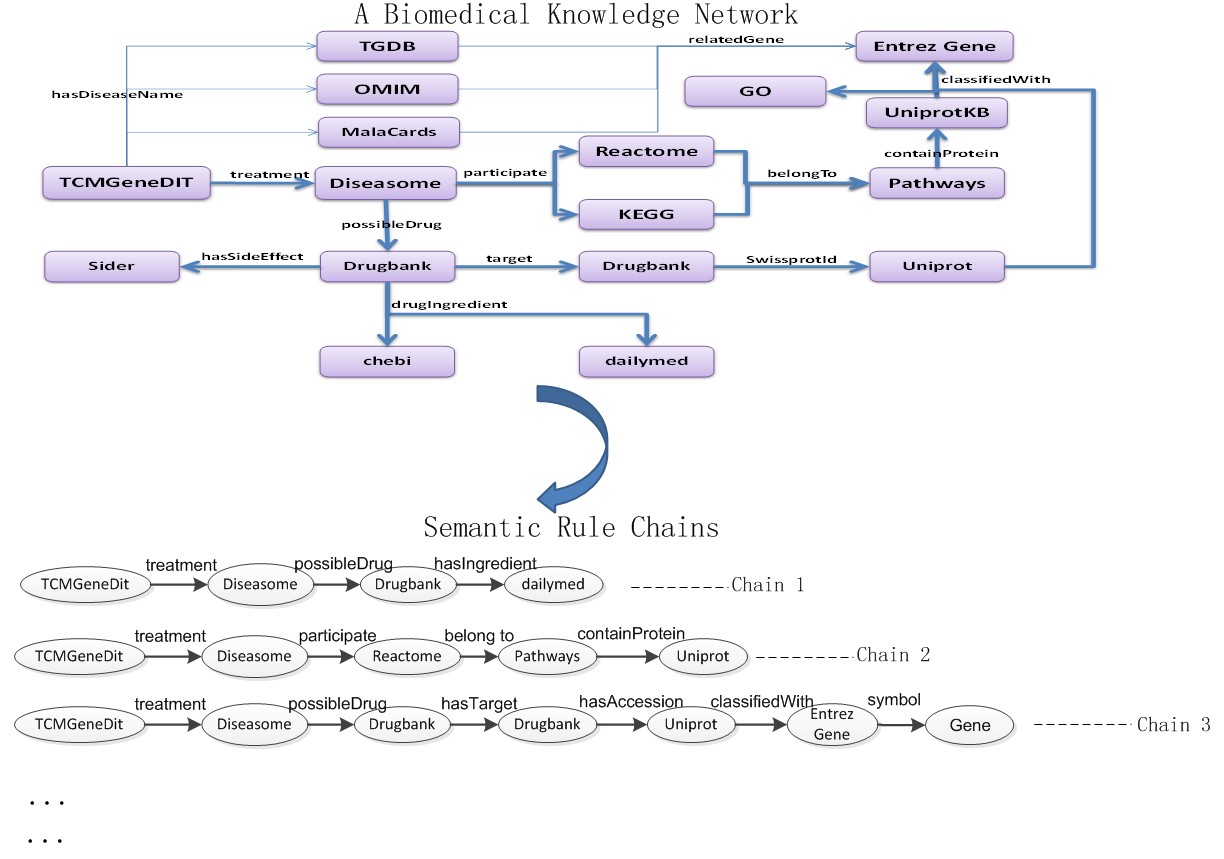 A Biomedical Knowledge Network
TGDB
relatedGene
Entrez Gene
hasDiseaseName
OMIM
GO
classifiedWith
MalaCards
UniprotKB
Reactome
containProtein
TCMGeneDIT
treatment
Diseasome
participate
belongTo
Pathways
KEGG
possibleDrug
Sider
hasSideEffect
Drugbank
target
Drugbank
SwissprotId
Uniprot
drugIngredient
chebi
dailymed
Semantic Rule Chains
treatment possibleDrug hasIngredient
TCMGeneDit Diseasome Drugbank dailymed --------Chain 1
treatment participate belong to containProtein
TCMGeneDit Diseasome Reactome Pathways Uniprot --------Chain 2
treatment possibleDrug hasTarget hasAccession classifiedWith symbol
TCMGeneDit Diseasome Drugbank Drugbank Uniprot Entrez Gene Gene --------Chain 3
...
...